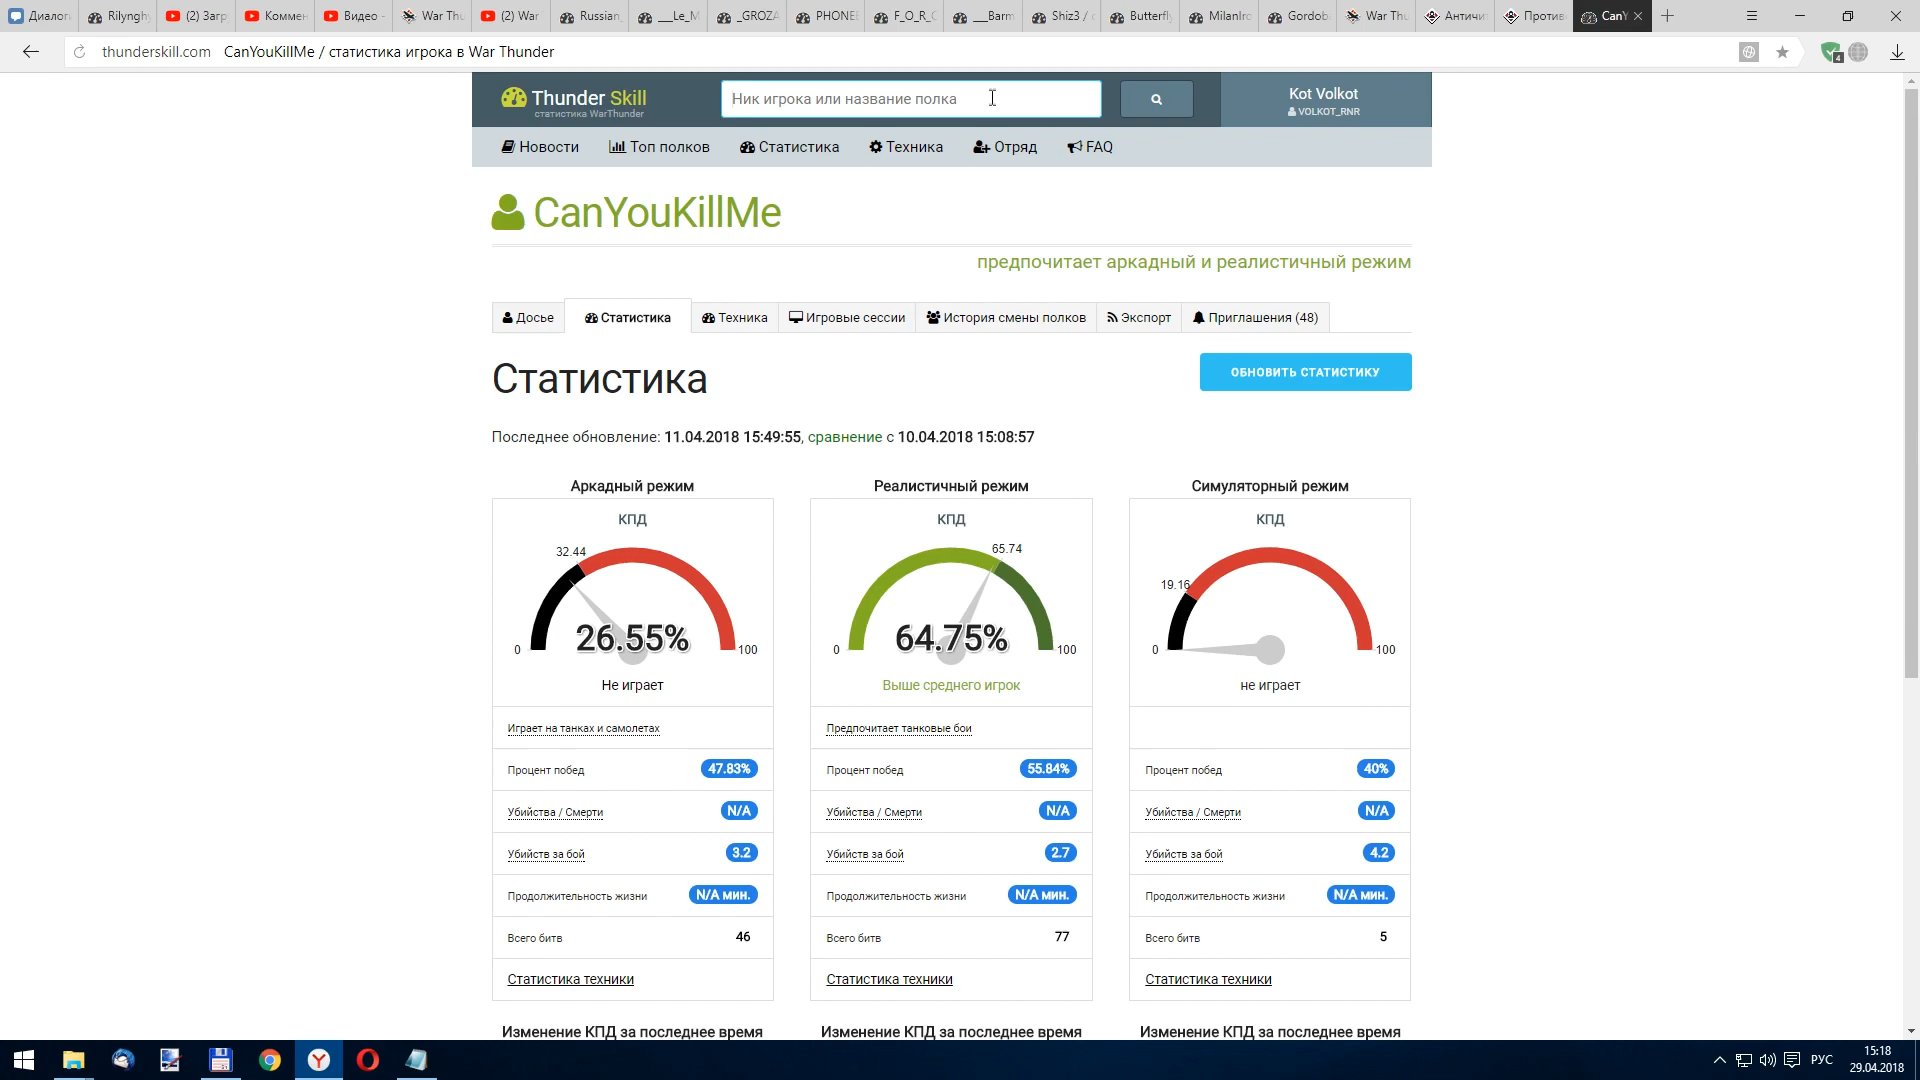 Диалоги
Rilyngh
(2) Загр
Коммен
Видео -
War Thu
(2) War
Russian_
___Le_M
_GROZA
PHONEE
F_O_R_C
___Barm
Shiz3 / с
Butterfly
MilanIro
Gordoba
War Thu
Античит
Против
CanY
thunderskill.com CanYouKillMe / статистика игрока в War Thunder
4
Thunder Skill
статистика WarThunder
Ник игрока или название полка
Kot Volkot
VOLKOT_RNR
Новости Топ полков Статистика Техника Отряд FAQ
CanYouKillMe
предпочитает аркадный и реалистичный режим
Досье Статистика Техника Игровые сессии История смены полков Экспорт Приглашения (48)
Статистика
ОБНОВИТЬ СТАТИСТИКУ
Последнее обновление: 11.04.2018 15:49:55, сравнение с 10.04.2018 15:08:57
Аркадный режим
КПД
32.44
26.55%
0 100
Не играет
Играет на танках и самолетах
Процент побед 47.83%
Убийства / Смерти N/A
Убийств за бой 3.2
Продолжительность жизни N/A мин.
Всего битв 46
Статистика техники
Изменение КПД за последнее время
Реалистичный режим
КПД
65.74
64.75%
0 100
Выше среднего игрок
Предпочитает танковые бои
Процент побед 55.84%
Убийства / Смерти N/A
Убийств за бой 2.7
Продолжительность жизни N/A мин.
Всего битв 77
Статистика техники
Изменение КПД за последнее время
Симуляторный режим
КПД
19.16
0 100
не играет
Процент побед 40%
Убийства / Смерти N/A
Убийств за бой 4.2
Продолжительность жизни N/A мин.
Всего битв 5
Статистика техники
Изменение КПД за последнее время
РУС
15:18
29.04.2018